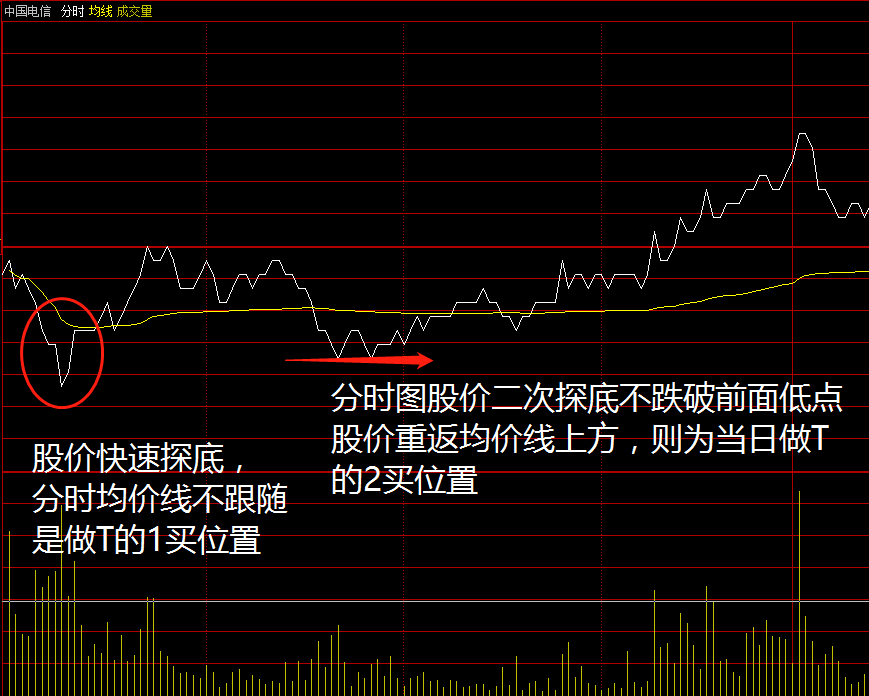 中国电信 分时 均线 成交量
分时图股价二次探底不跌破前面低点
股价重返均价线上方，则为当日做T
的2买位置
股价快速探底，
分时均价线不跟随
是做T的1买位置